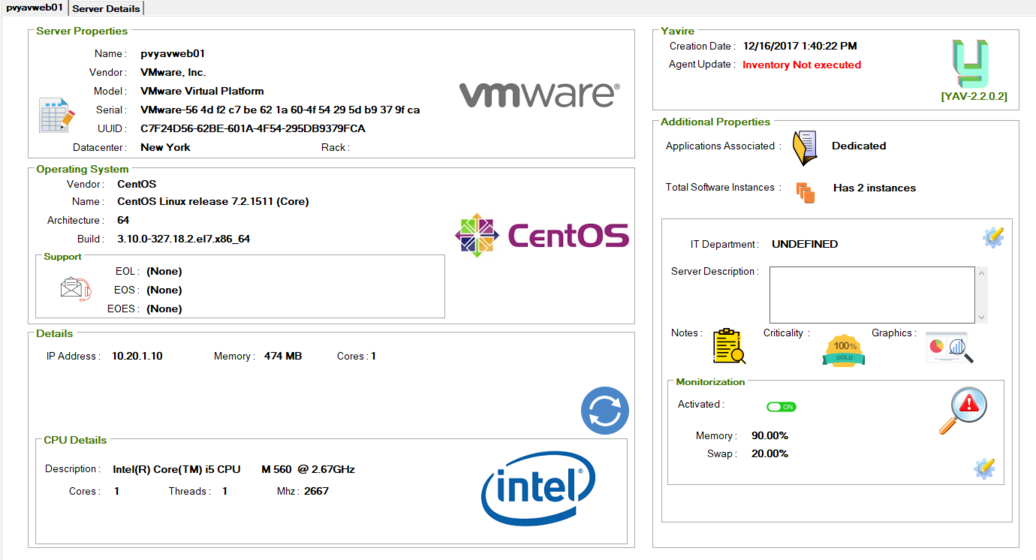 pvyavweb01 Server Details
Server Properties
Name : pvyavweb01
Vendor : VMware, Inc.
Model : VMware Virtual Platform
Serial : VMware-56 4d f2 c7 be 62 1a 60-4f 54 29 5d b9 37 9f ca
UUID : C7F24D56-62BE-601A-4F54-295DB9379FCA
Datacenter : New York Rack :
vmware®
Operating System
Vendor : CentOS
Name : CentOS Linux release 7.2.1511 (Core)
Architecture : 64
Build : 3.10.0-327.18.2.el7.x86_64
CentOS
Support
EOL : (None)
EOS : (None)
EOES : (None)
Details
IP Address : 10.20.1.10 Memory : 474 MB Cores : 1
CPU Details
Description : Intel(R) Core(TM) i5 CPU M 560 @ 2.67GHz
Cores : 1 Threads : 1 Mhz : 2667
intel®
Yavire
Creation Date : 12/16/2017 1:40:22 PM
Agent Update : Inventory Not executed
[YAV-2.2.0.2]
Additional Properties
Applications Associated : Dedicated
Total Software Instances : Has 2 instances
IT Department : UNDEFINED
Server Description :
Notes : Criticality : Graphics :
100%
GOLD
Monitorization
Activated : ON
Memory : 90.00%
Swap : 20.00%